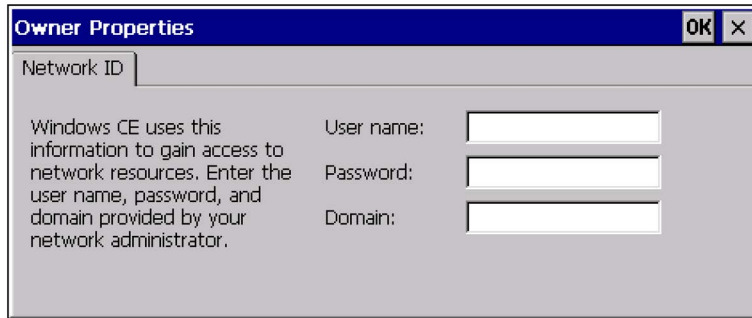 Owner Properties OK ×
Network ID
Windows CE uses this
information to gain access to
network resources. Enter the
user name, password, and
domain provided by your
network administrator.
User name:
Password:
Domain: